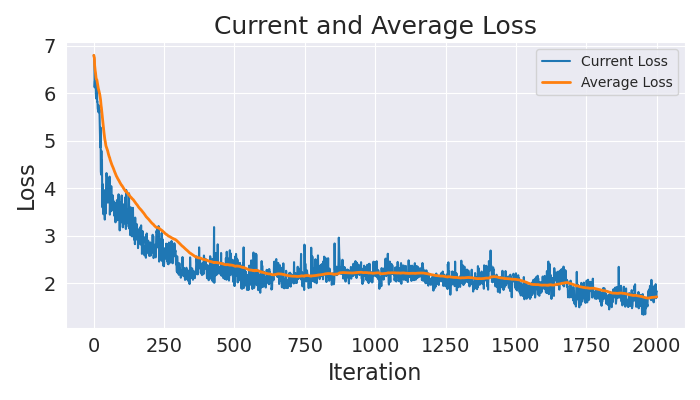 Current and Average Loss
7
6
5
4
3
2
Loss
Current Loss
Average Loss
0 250 500 750 1000 1250 1500 1750 2000
Iteration